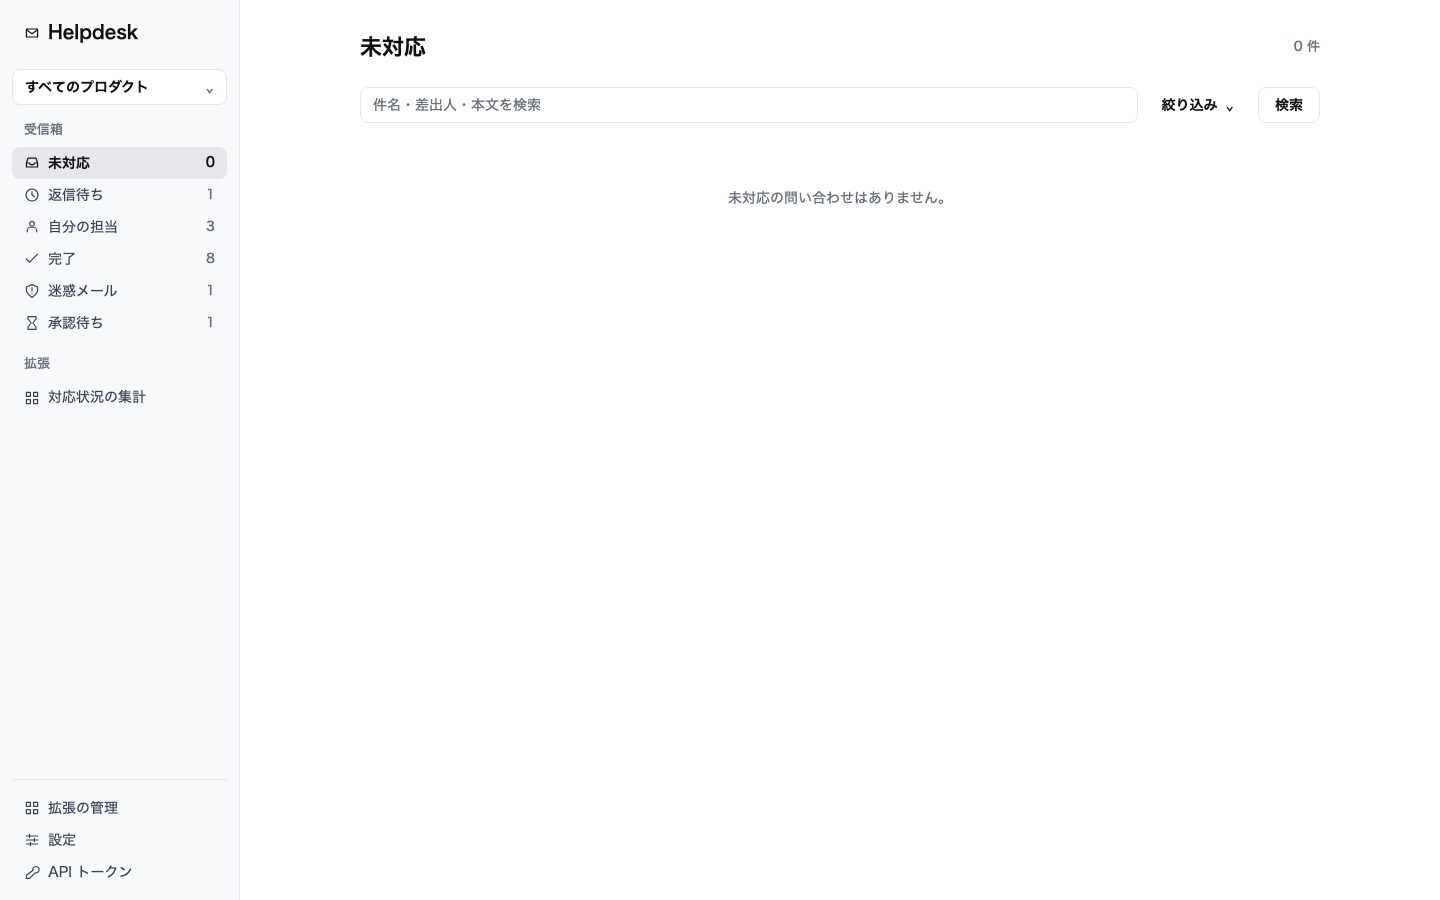 Helpdesk
すべてのプロダクト
受信箱
未対応 0
返信待ち 1
自分の担当 3
完了 8
迷惑メール 1
承認待ち 1
拡張
対応状況の集計
拡張の管理
設定
API トークン
未対応 0 件
件名・差出人・本文を検索 絞り込み 検索
未対応の問い合わせはありません。